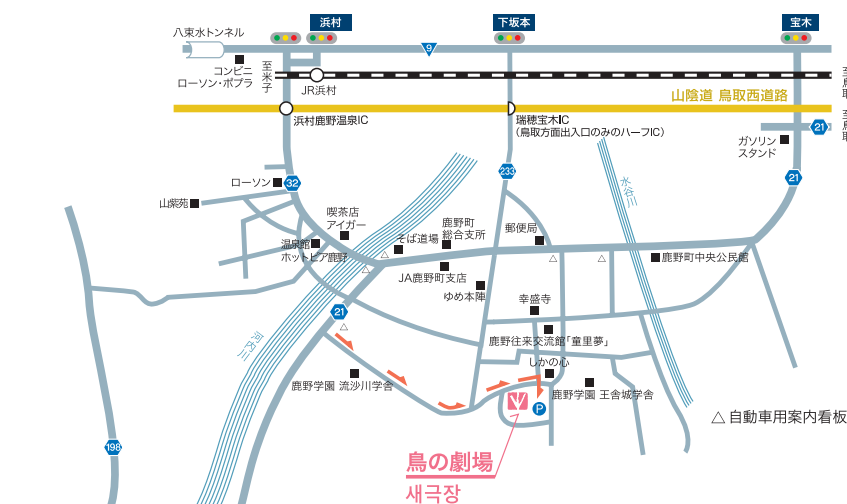 浜村
下坂本
宝木
八束水トンネル
9
コンビニ
ローソン・ポプラ
至米子
JR浜村
山陰道 鳥取西道路
浜村鹿野温泉IC
瑞穂宝木IC
(鳥取方面出入口のみのハーフIC)
21
ガソリン
スタンド
水谷川
ローソン
32
233
21
山紫苑
喫茶店
アイガー
鹿野町
総合支所
郵便局
そば道場
温泉館
ホットピア鹿野
JA鹿野町支店
鹿野町中央公民館
ゆめ本陣
幸盛寺
21
河内川
鹿野往来交流館「童里夢」
しかの心
鹿野学園 流沙川学舎
鹿野学園 王舎城学舎
P
△ 自動車用案内看板
198
鳥の劇場
새극장